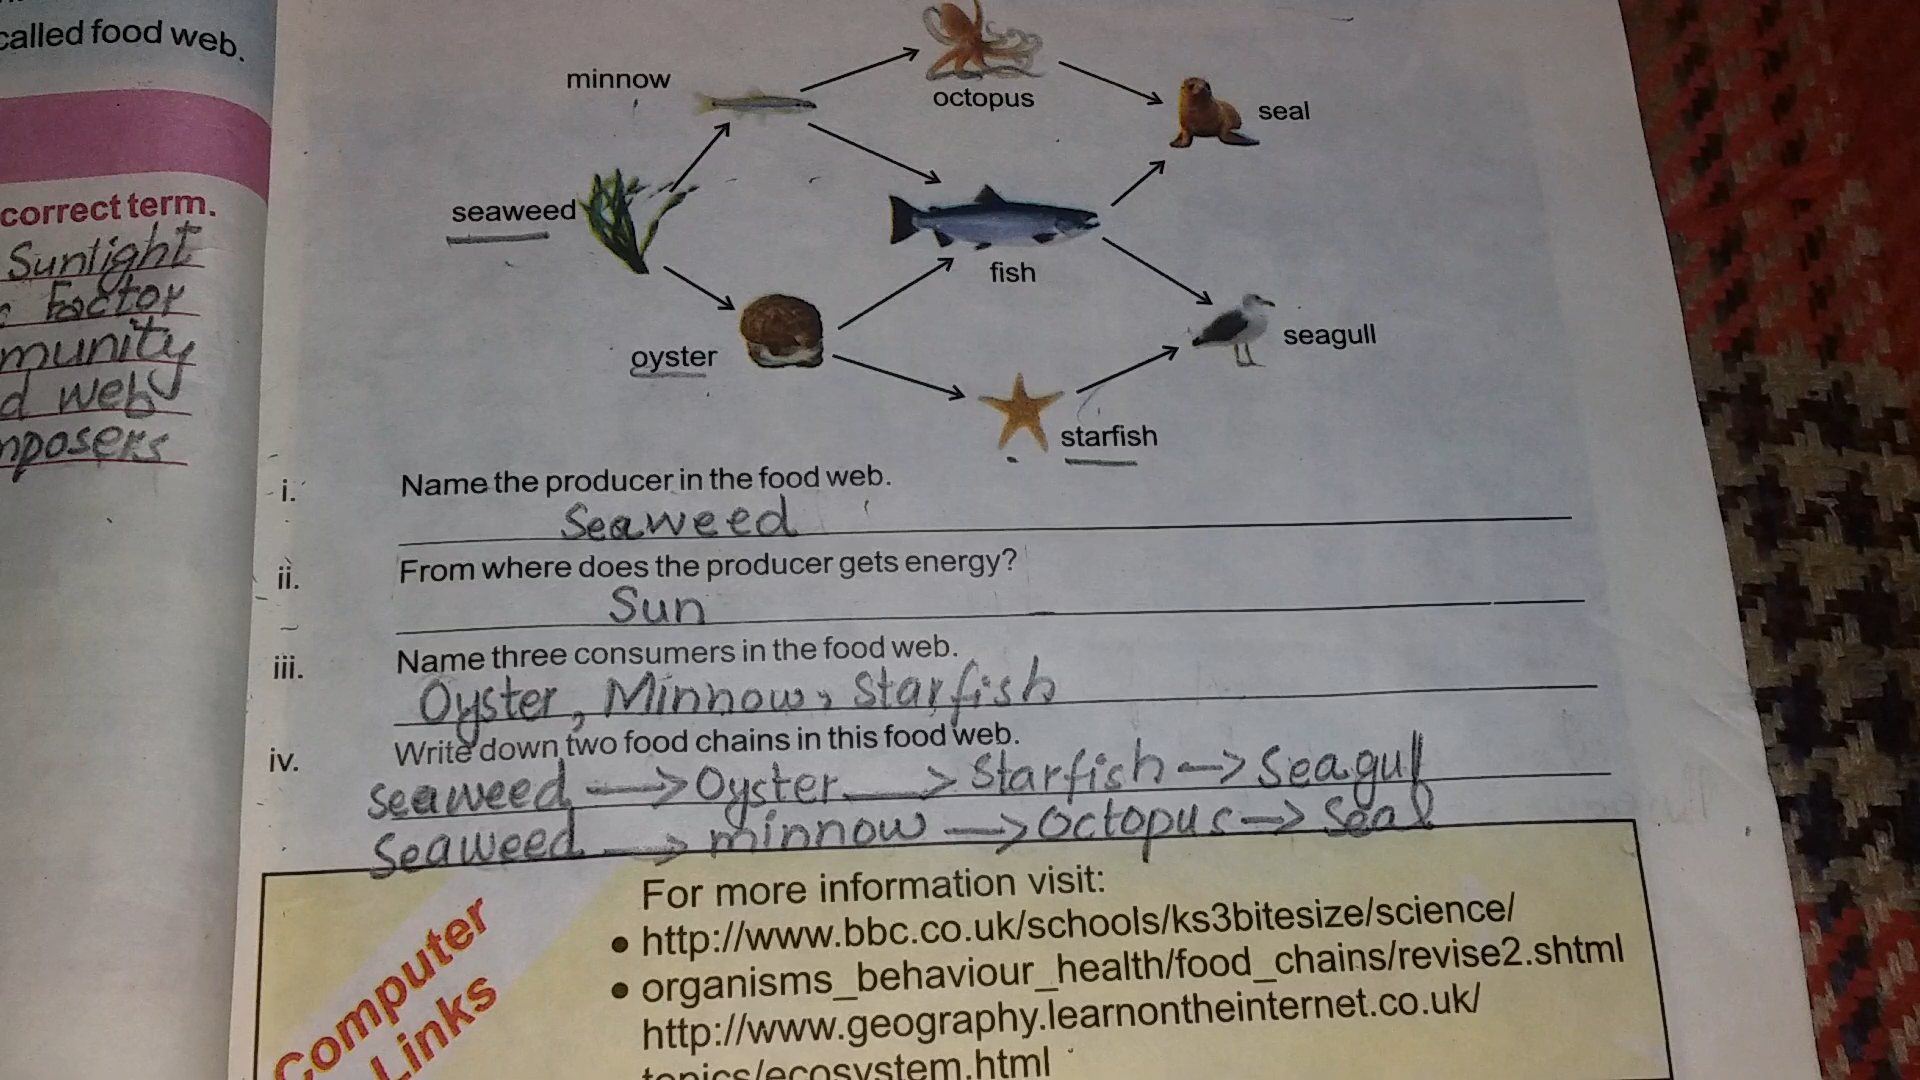 called food web.
correct term.
Sunlight
c Factor
munity
d web
mposers
minnow
octopus
seal
seaweed
fish
seagull
oyster
starfish
i. Name the producer in the food web.
Seaweed
ii. From where does the producer gets energy?
Sun
iii. Name three consumers in the food web.
Oyster, Minnow, Starfish
iv. Write down two food chains in this food web.
seaweed → Oyster → Starfish → Seagull
Seaweed → minnow → Octopus → Seal
Computer
Links
For more information visit:
• http://www.bbc.co.uk/schools/ks3bitesize/science/
• organisms_behaviour_health/food_chains/revise2.shtml
http://www.geography.learnontheinternet.co.uk/
topics/ecosystem.html